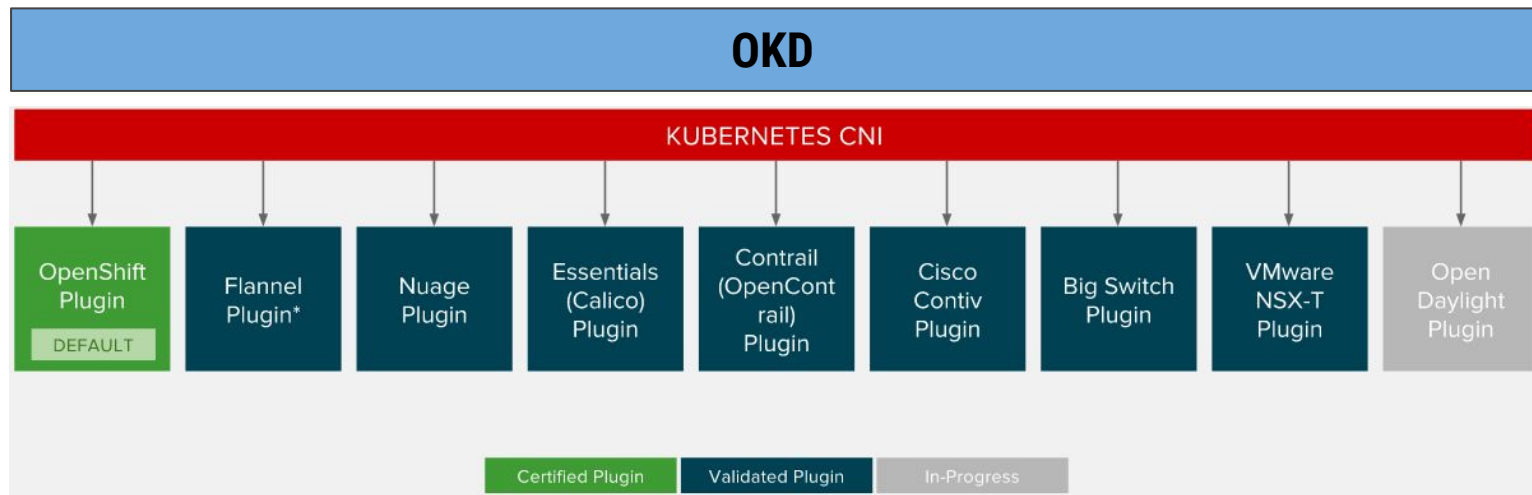 OKD
KUBERNETES CNI
OpenShift
Plugin
DEFAULT
Flannel
Plugin*
Nuage
Plugin
Essentials
(Calico)
Plugin
Contrail
(OpenCont
rail)
Plugin
Cisco
Contiv
Plugin
Big Switch
Plugin
VMware
NSX-T
Plugin
Open
Daylight
Plugin
Certified Plugin
Validated Plugin
In-Progress